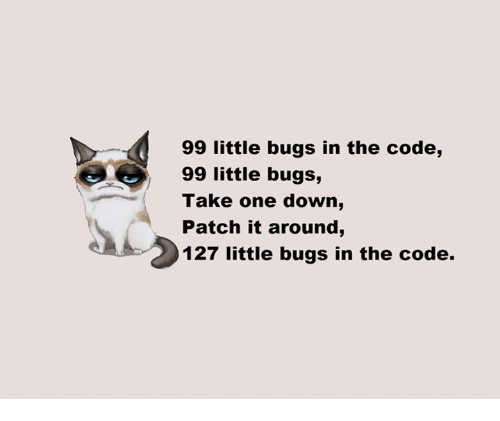 99 little bugs in the code,
99 little bugs,
Take one down,
Patch it around,
127 little bugs in the code.